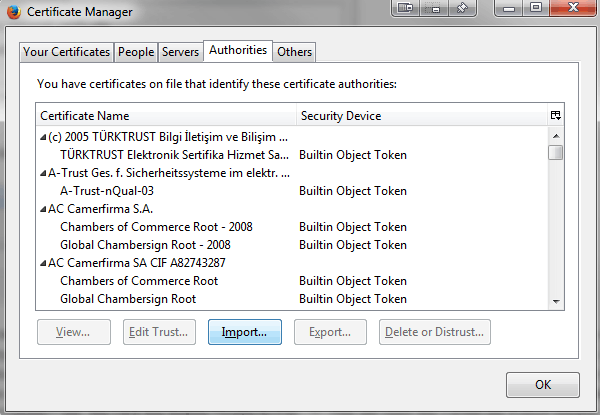 Certificate Manager
Your Certificates People Servers Authorities Others
You have certificates on file that identify these certificate authorities:
Certificate Name Security Device
(c) 2005 TÜRKTRUST Bilgi İletişim ve Bilişim ...
TÜRKTRUST Elektronik Sertifika Hizmet Sa... Builtin Object Token
A-Trust Ges. f. Sicherheitssysteme im elektr. ...
A-Trust-nQual-03 Builtin Object Token
AC Camerfirma S.A.
Chambers of Commerce Root - 2008 Builtin Object Token
Global Chambersign Root - 2008 Builtin Object Token
AC Camerfirma SA CIF A82743287
Chambers of Commerce Root Builtin Object Token
Global Chambersign Root Builtin Object Token
View... Edit Trust... Import... Export... Delete or Distrust...
OK